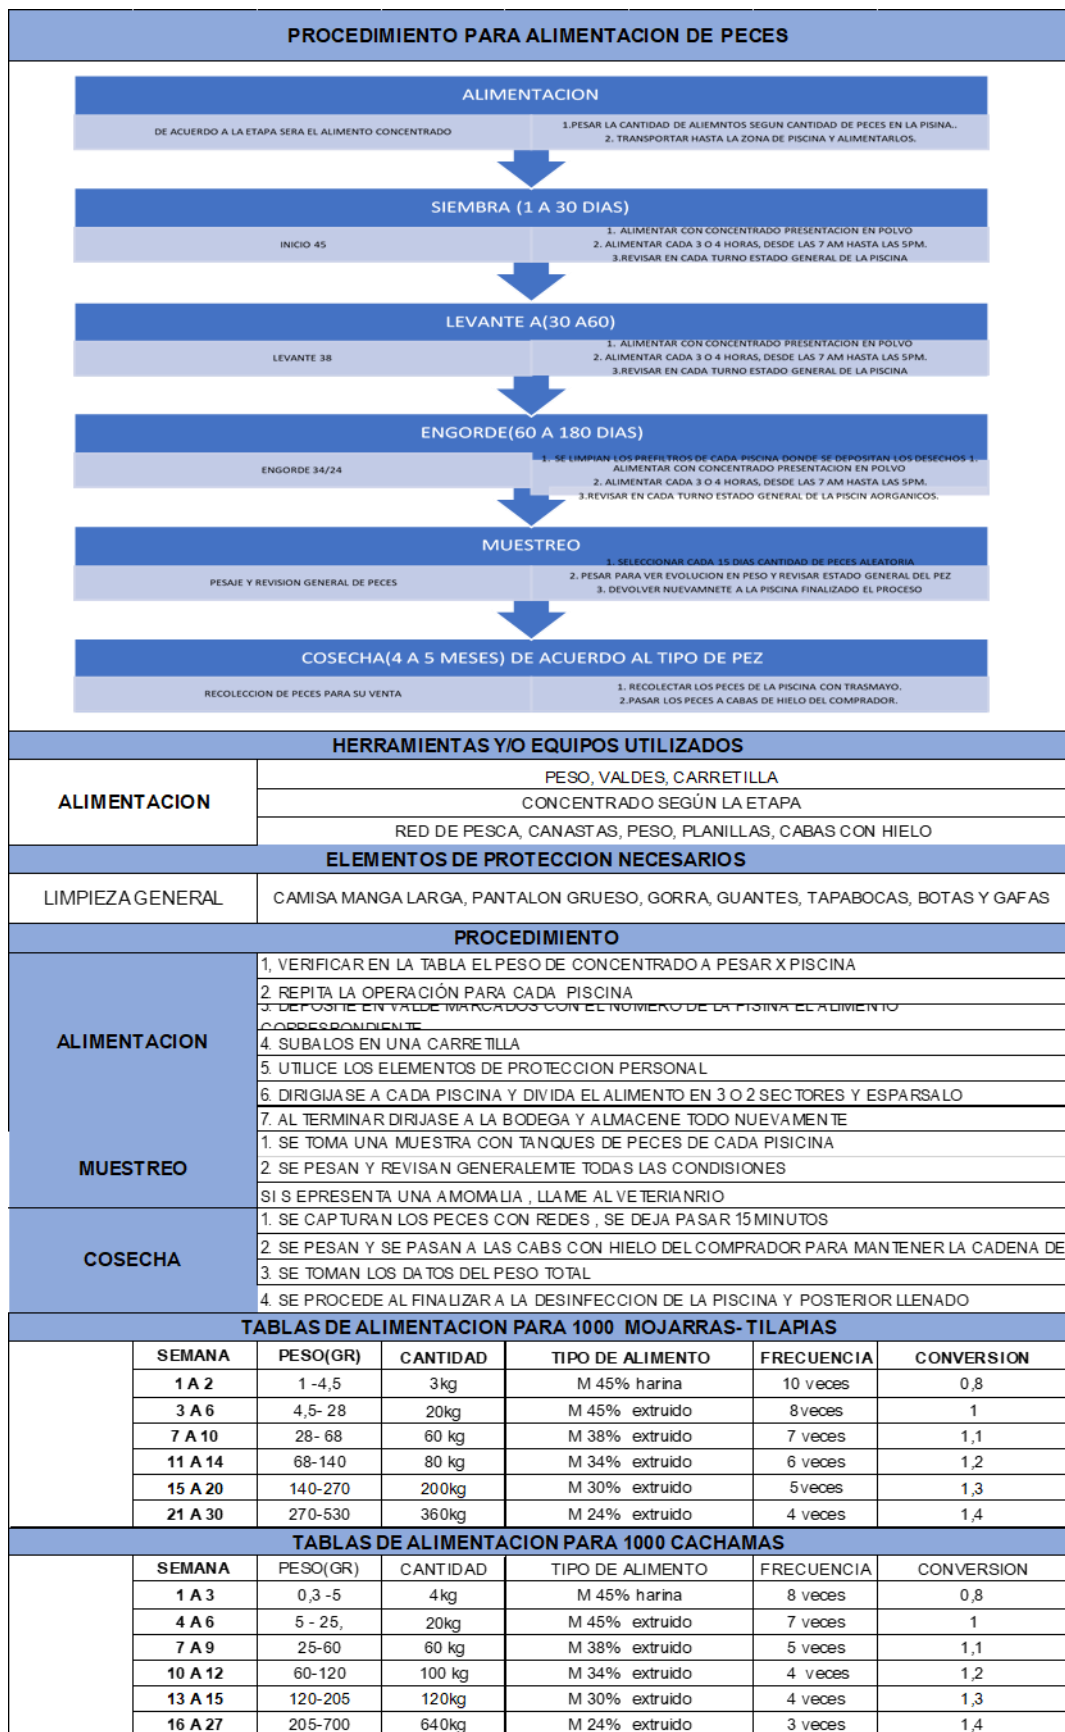 PROCEDIMIENTO PARA ALIMENTACION DE PECES
ALIMENTACION
DE ACUERDO A LA ETAPA SERA EL ALIMENTO CONCENTRADO
1.PESAR LA CANTIDAD DE ALIEMNTOS SEGUN CANTIDAD DE PECES EN LA PISINA..
2. TRANSPORTAR HASTA LA ZONA DE PISCINA Y ALIMENTARLOS.
SIEMBRA (1 A 30 DIAS)
INICIO 45
1. ALIMENTAR CON CONCENTRADO PRESENTACION EN POLVO
2. ALIMENTAR CADA 3 O 4 HORAS, DESDE LAS 7 AM HASTA LAS 5PM.
3.REVISAR EN CADA TURNO ESTADO GENERAL DE LA PISCINA
LEVANTE A(30 A60)
LEVANTE 38
1. ALIMENTAR CON CONCENTRADO PRESENTACION EN POLVO
2. ALIMENTAR CADA 3 O 4 HORAS, DESDE LAS 7 AM HASTA LAS 5PM.
3.REVISAR EN CADA TURNO ESTADO GENERAL DE LA PISCINA
ENGORDE(60 A 180 DIAS)
ENGORDE 34/24
1. SE LIMPIAN LOS PREFILTROS DE CADA PISCINA DONDE SE DEPOSITAN LOS DESECHOS 1.
ALIMENTAR CON CONCENTRADO PRESENTACION EN POLVO
2. ALIMENTAR CADA 3 O 4 HORAS, DESDE LAS 7 AM HASTA LAS 5PM.
3.REVISAR EN CADA TURNO ESTADO GENERAL DE LA PISCIN AORGANICOS.
MUESTREO
PESAJE Y REVISION GENERAL DE PECES
1. SELECCIONAR CADA 15 DIAS CANTIDAD DE PECES ALEATORIA
2. PESAR PARA VER EVOLUCION EN PESO Y REVISAR ESTADO GENERAL DEL PEZ
3. DEVOLVER NUEVAMNETE A LA PISCINA FINALIZADO EL PROCESO
COSECHA(4 A 5 MESES) DE ACUERDO AL TIPO DE PEZ
RECOLECCION DE PECES PARA SU VENTA
1. RECOLECTAR LOS PECES DE LA PISCINA CON TRASMAYO.
2.PASAR LOS PECES A CABAS DE HIELO DEL COMPRADOR.
HERRAMIENTAS Y/O EQUIPOS UTILIZADOS
ALIMENTACION
PESO, VALDES, CARRETILLA
CONCENTRADO SEGÚN LA ETAPA
RED DE PESCA, CANASTAS, PESO, PLANILLAS, CABAS CON HIELO
ELEMENTOS DE PROTECCION NECESARIOS
LIMPIEZA GENERAL CAMISA MANGA LARGA, PANTALON GRUESO, GORRA, GUANTES, TAPABOCAS, BOTAS Y GAFAS
PROCEDIMIENTO
ALIMENTACION
1, VERIFICAR EN LA TABLA EL PESO DE CONCENTRADO A PESAR X PISCINA
2. REPITA LA OPERACIÓN PARA CADA PISCINA
3. DEPOSITE EN VALDE MARCADOS CON EL NUMERO DE LA PISINA EL ALIMENTO
CORRESPONDIENTE
4. SUBALOS EN UNA CARRETILLA
5. UTILICE LOS ELEMENTOS DE PROTECCION PERSONAL
6. DIRIGIJASE A CADA PISCINA Y DIVIDA EL ALIMENTO EN 3 O 2 SECTORES Y ESPARSALO
7. AL TERMINAR DIRIJASE A LA BODEGA Y ALMACENE TODO NUEVAMENTE
MUESTREO
1. SE TOMA UNA MUESTRA CON TANQUES DE PECES DE CADA PISICINA
2. SE PESAN Y REVISAN GENERALEMTE TODAS LAS CONDISIONES
SI S EPRESENTA UNA AMOMALIA , LLAME AL VETERIANRIO
COSECHA
1. SE CAPTURAN LOS PECES CON REDES , SE DEJA PASAR 15 MINUTOS
2. SE PESAN Y SE PASAN A LAS CABS CON HIELO DEL COMPRADOR PARA MANTENER LA CADENA DE
3. SE TOMAN LOS DATOS DEL PESO TOTAL
4. SE PROCEDE AL FINALIZAR A LA DESINFECCION DE LA PISCINA Y POSTERIOR LLENADO
TABLAS DE ALIMENTACION PARA 1000 MOJARRAS- TILAPIAS
SEMANA PESO(GR) CANTIDAD TIPO DE ALIMENTO FRECUENCIA CONVERSION
1 A 2 1 -4,5 3kg M 45% harina 10 veces 0,8
3 A 6 4,5- 28 20kg M 45% extruido 8veces 1
7 A 10 28- 68 60 kg M 38% extruido 7 veces 1,1
11 A 14 68-140 80 kg M 34% extruido 6 veces 1,2
15 A 20 140-270 200kg M 30% extruido 5veces 1,3
21 A 30 270-530 360kg M 24% extruido 4 veces 1,4
TABLAS DE ALIMENTACION PARA 1000 CACHAMAS
SEMANA PESO(GR) CANTIDAD TIPO DE ALIMENTO FRECUENCIA CONVERSION
1 A 3 0,3 -5 4kg M 45% harina 8 veces 0,8
4 A 6 5 - 25, 20kg M 45% extruido 7 veces 1
7 A 9 25-60 60 kg M 38% extruido 5 veces 1,1
10 A 12 60-120 100 kg M 34% extruido 4 veces 1,2
13 A 15 120-205 120kg M 30% extruido 4 veces 1,3
16 A 27 205-700 640kg M 24% extruido 3 veces 1,4